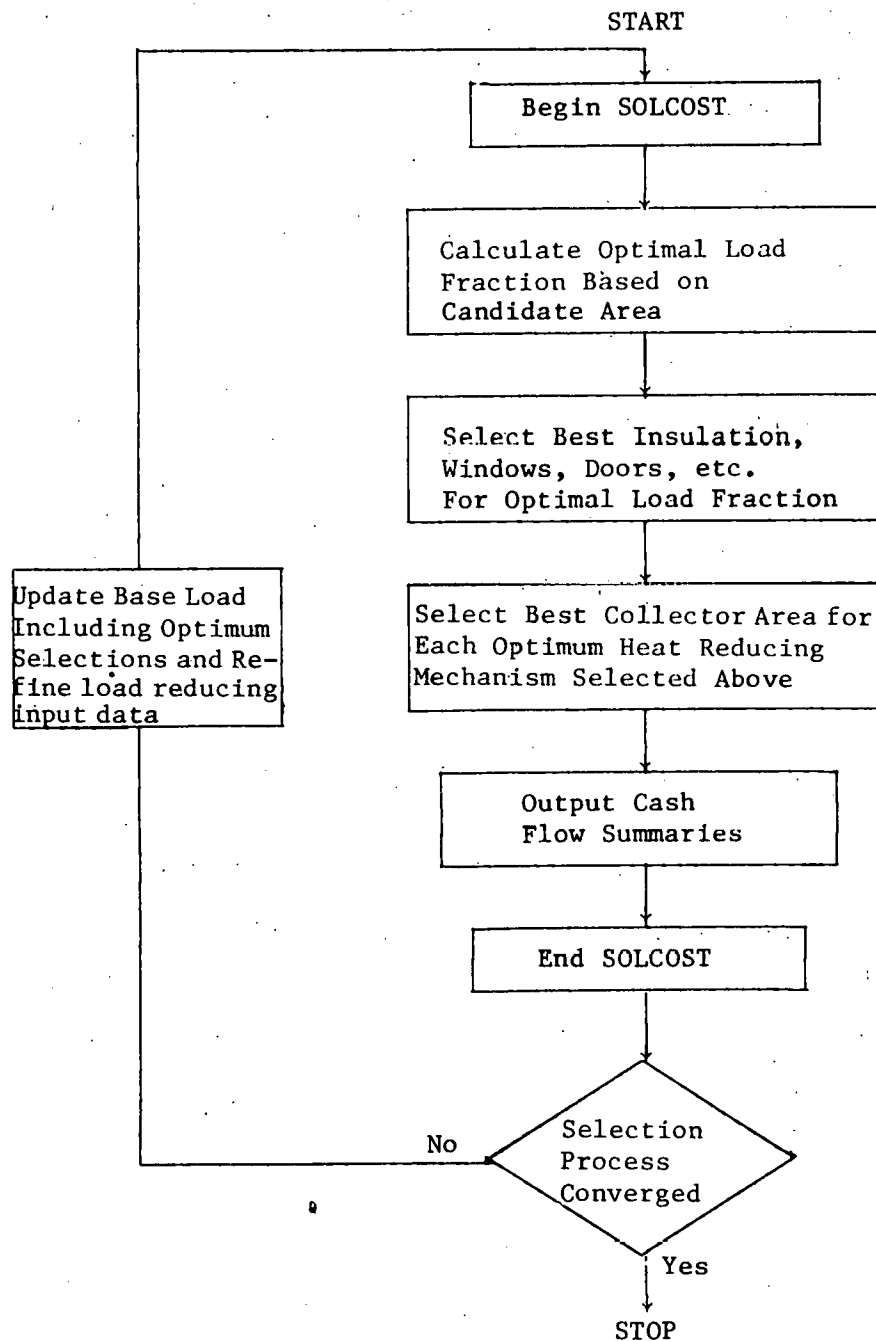 START
Begin SOLCOST
Calculate Optimal Load
Fraction Based on
Candidate Area
Select Best Insulation,
Windows, Doors, etc.
For Optimal Load Fraction
Update Base Load
Including Optimum
Selections and Re-
fine load reducing
input data
Select Best Collector Area for
Each Optimum Heat Reducing
Mechanism Selected Above
Output Cash
Flow Summaries
End SOLCOST
No
Selection
Process
Converged
Yes
STOP